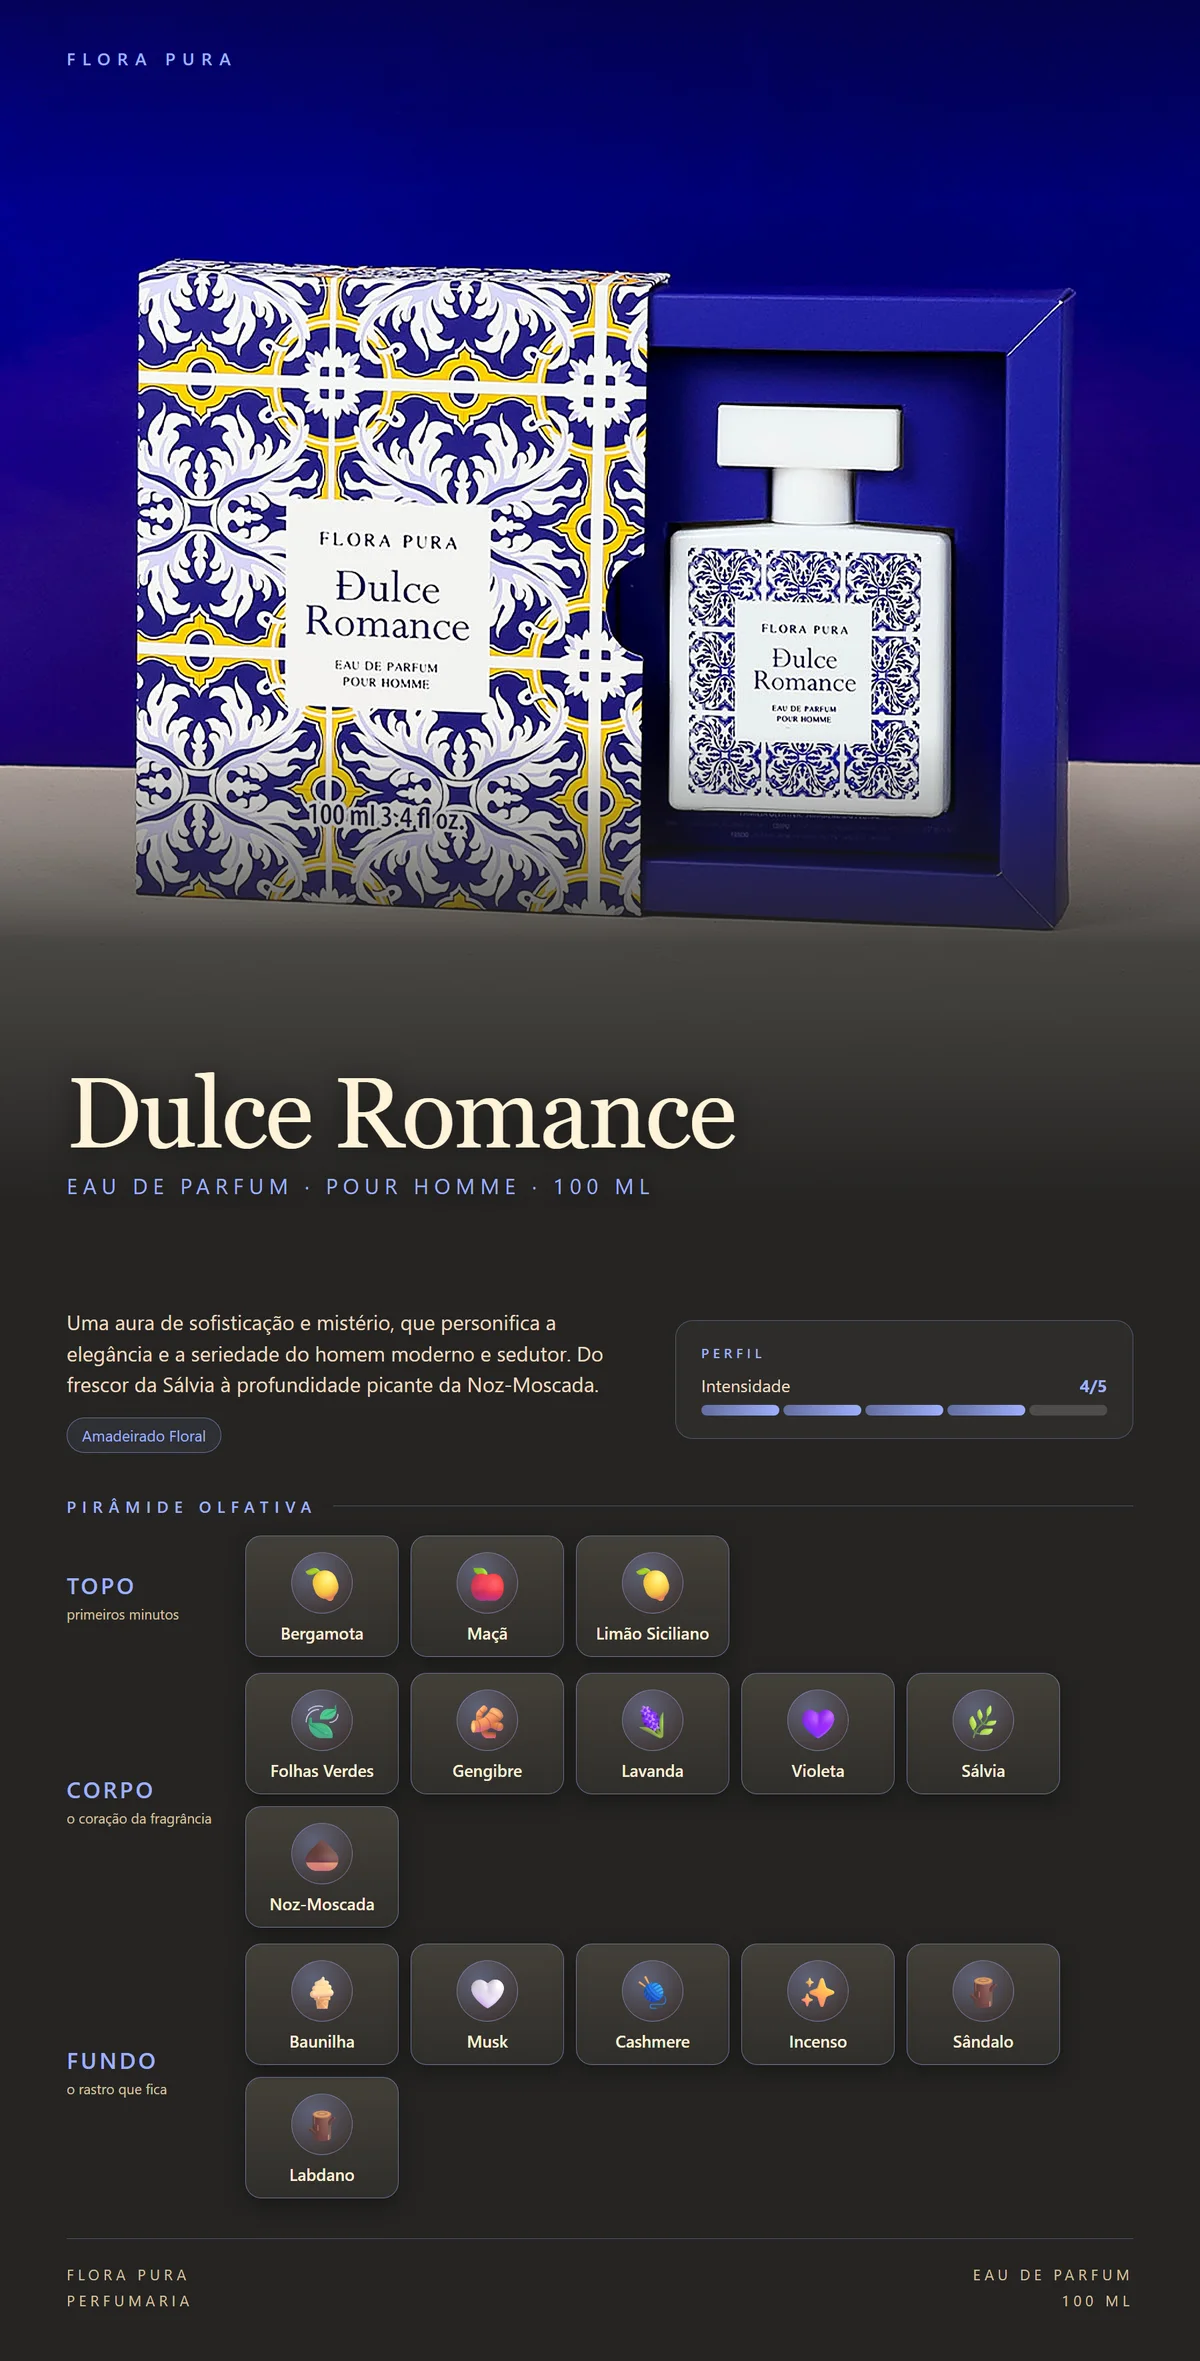 FLORA PURA
FLORA PURA
Dulce
Romance
EAU DE PARFUM
POUR HOMME
100 ml 3.4 fl oz.
FLORA PURA
Dulce
Romance
EAU DE PARFUM
POUR HOMME
Dulce Romance
EAU DE PARFUM · POUR HOMME · 100 ML
Uma aura de sofisticação e mistério, que personifica a
elegância e a seriedade do homem moderno e sedutor. Do
frescor da Sálvia à profundidade picante da Noz-Moscada.
Amadeirado Floral
PERFIL
Intensidade 4/5
PIRÂMIDE OLFATIVA
TOPO
primeiros minutos
Bergamota
Maçã
Limão Siciliano
CORPO
o coração da fragrância
Folhas Verdes
Gengibre
Lavanda
Violeta
Sálvia
Noz-Moscada
FUNDO
o rastro que fica
Baunilha
Musk
Cashmere
Incenso
Sândalo
Labdano
FLORA PURA
PERFUMARIA
EAU DE PARFUM
100 ML